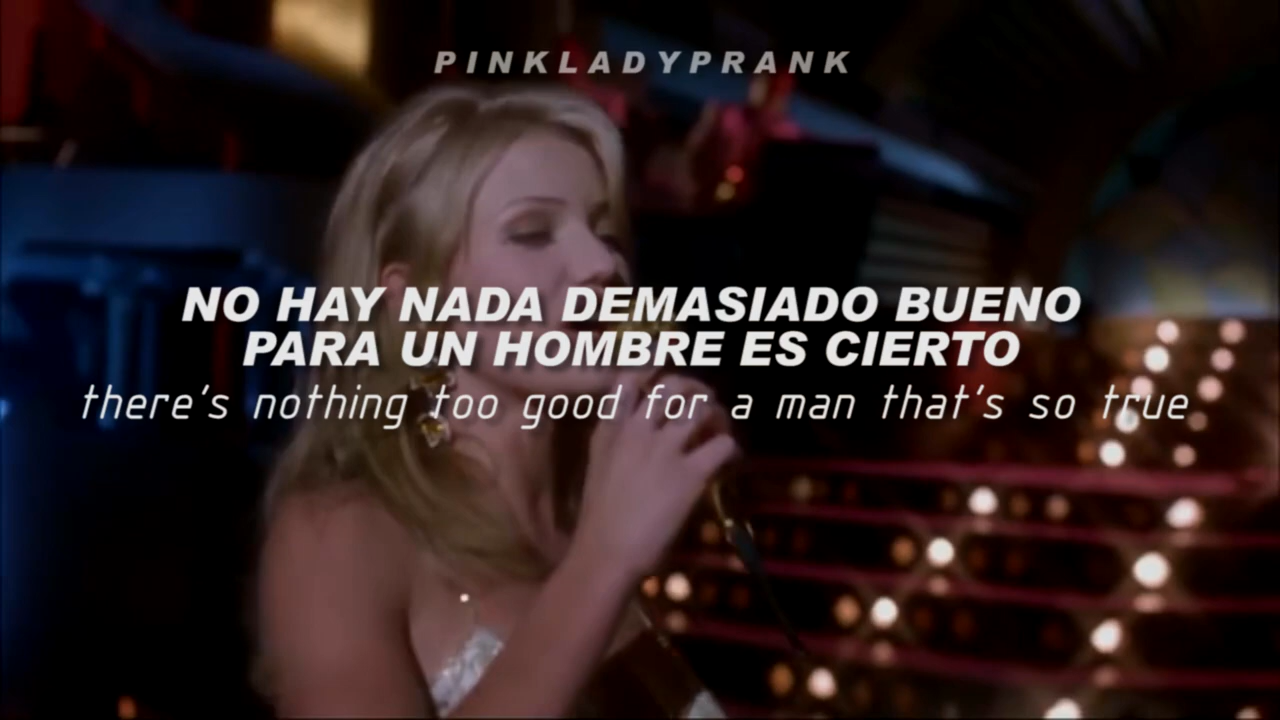 PINKLADYPRANK
NO HAY NADA DEMASIADO BUENO
PARA UN HOMBRE ES CIERTO
there's nothing too good for a man that's so true